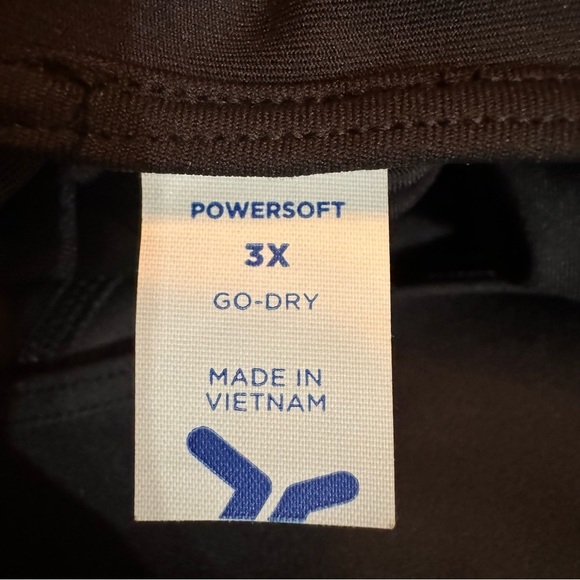 POWERSOFT
3X
GO-DRY
MADE IN
VIETNAM